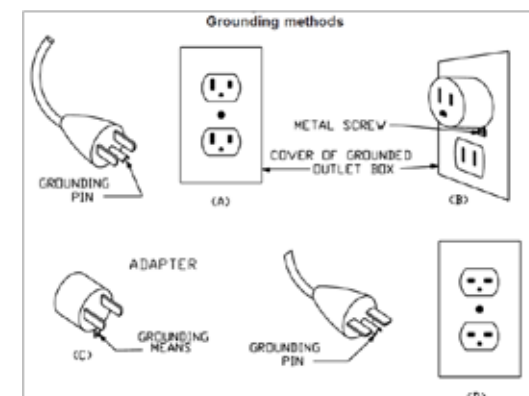 Grounding methods
METAL SCREW
COVER OF GROUNDED
OUTLET BOX
GROUNDING
PIN
(A)
(B)
ADAPTER
GROUNDING
MEANS
(C)
GROUNDING
PIN
(D)